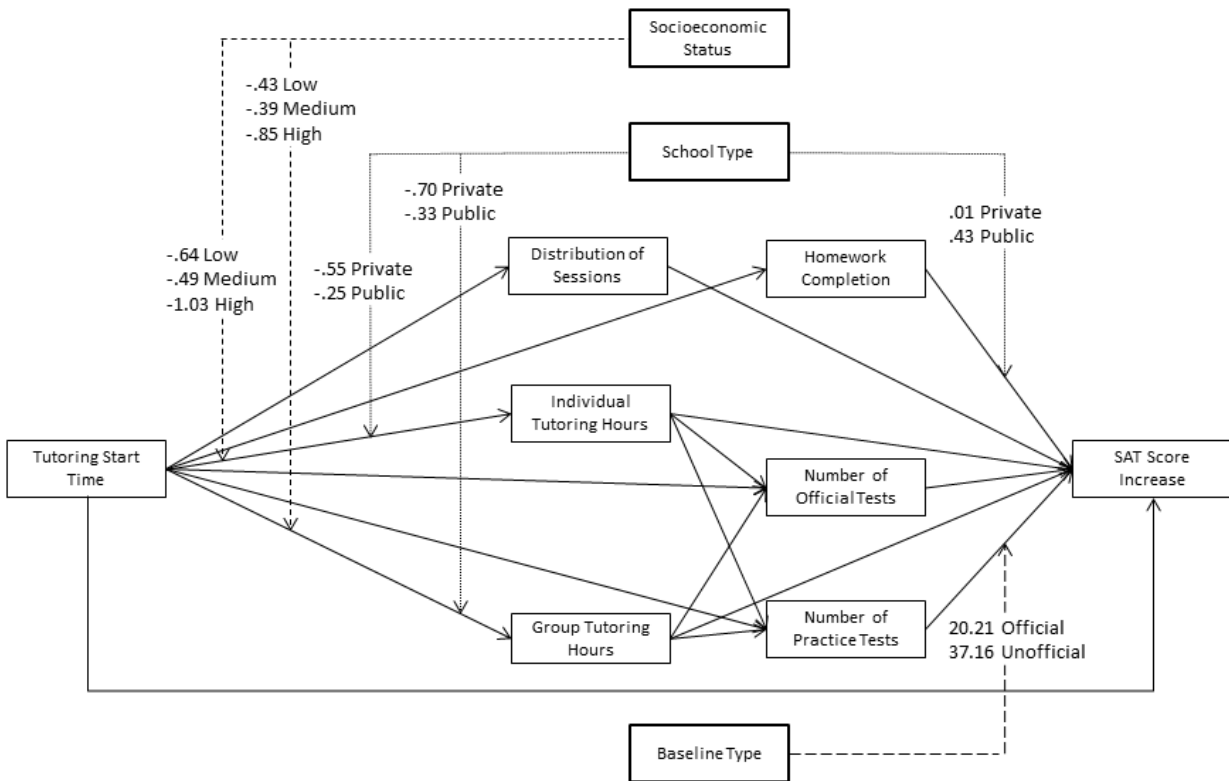 Socioeconomic
Status
-.43 Low
-.39 Medium
-.85 High
School Type
-.70 Private
-.33 Public
.01 Private
.43 Public
-.64 Low
-.49 Medium
-1.03 High
-.55 Private
-.25 Public
Distribution of
Sessions
Homework
Completion
Individual
Tutoring Hours
Tutoring Start
Time
Number of
Official Tests
SAT Score
Increase
Group Tutoring
Hours
Number of
Practice Tests
20.21 Official
37.16 Unofficial
Baseline Type